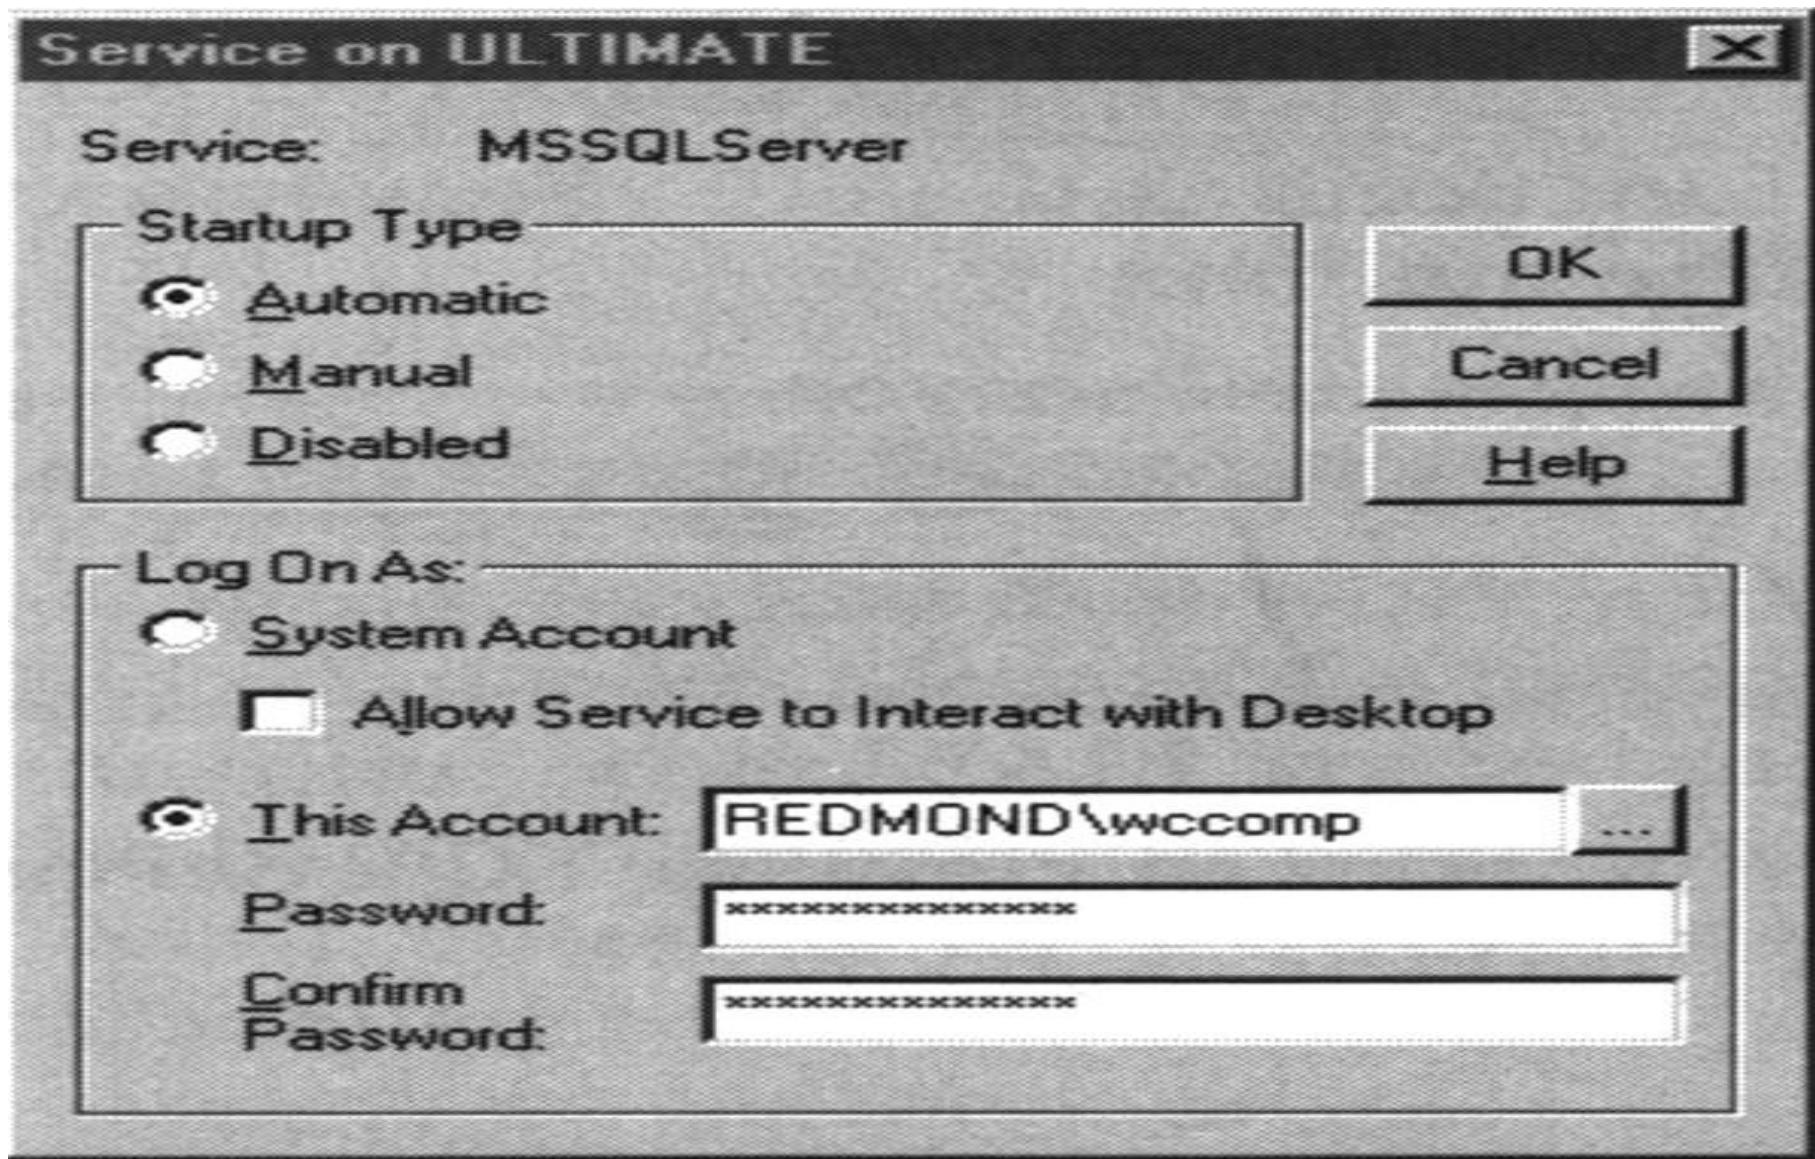 Service on ULTIMATE
Service: MSSQLServer
Startup Type
Automatic
Manual
Disabled
OK
Cancel
Help
Log On As:
System Account
Allow Service to Interact with Desktop
This Account: REDMOND\wccomp ...
Password: **************
Confirm
Password: **************